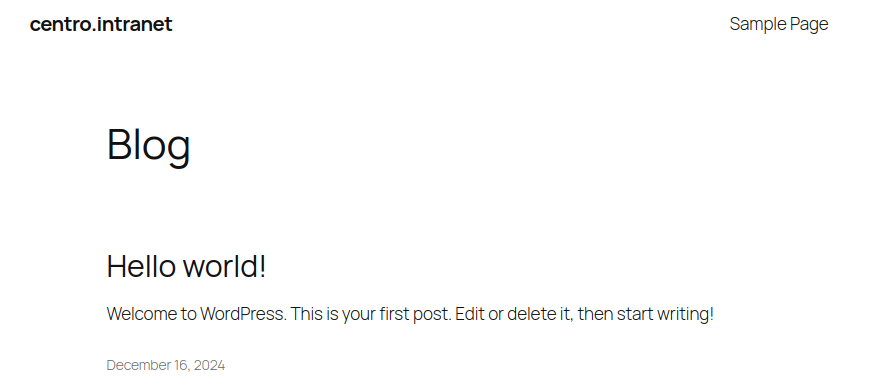 centro.intranet
Sample Page
Blog
Hello world!
Welcome to WordPress. This is your first post. Edit or delete it, then start writing!
December 16, 2024